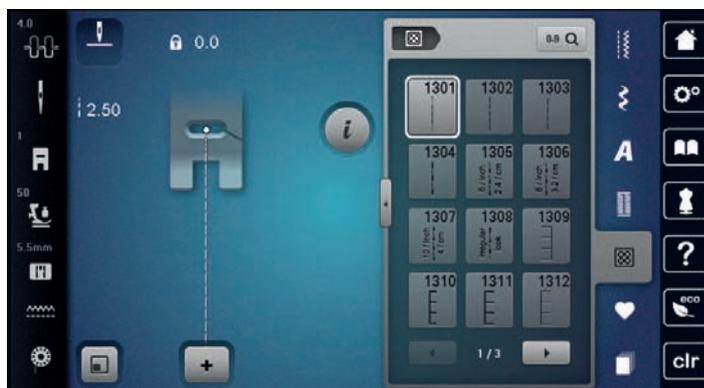 4.0
0.0
0-9
2.50
1
50
5.5mm
i
1301 1302 1303
1304 1305 1306
6 / inch
2.4 / cm
8 / inch
3.2 / cm
1307 1308 1309
10 / inch
4 / cm
irregular
look
1310 1311 1312
1 / 3
A
?
eco
clr